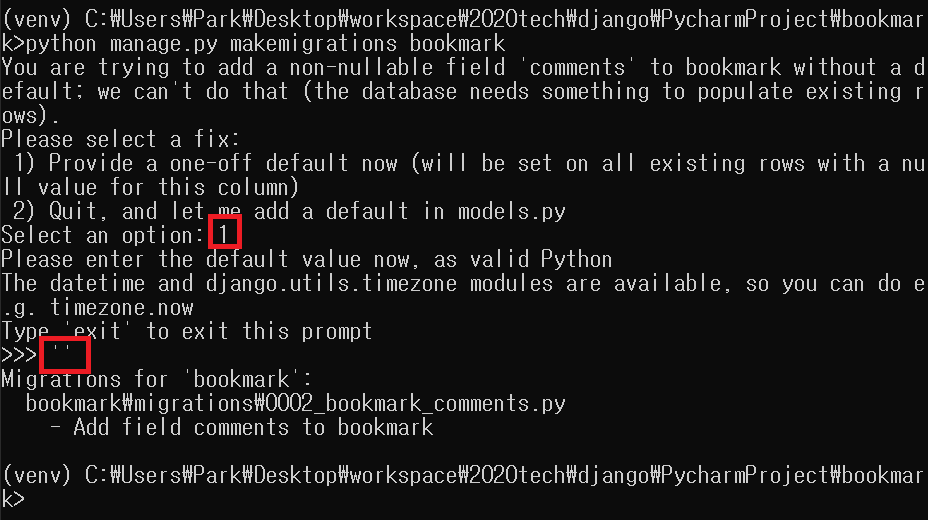 (venv) C:₩Users₩Park₩Desktop₩workspace₩2020tech₩django₩PycharmProject₩bookmar
k>python manage.py makemigrations bookmark
You are trying to add a non-nullable field 'comments' to bookmark without a d
efault; we can't do that (the database needs something to populate existing r
ows).
Please select a fix:
 1) Provide a one-off default now (will be set on all existing rows with a nu
ll value for this column)
 2) Quit, and let me add a default in models.py
Select an option: 1
Please enter the default value now, as valid Python
The datetime and django.utils.timezone modules are available, so you can do e
.g. timezone.now
Type 'exit' to exit this prompt
>>> ''
Migrations for 'bookmark':
  bookmark₩migrations₩0002_bookmark_comments.py
    - Add field comments to bookmark
(venv) C:₩Users₩Park₩Desktop₩workspace₩2020tech₩django₩PycharmProject₩bookmar
k>